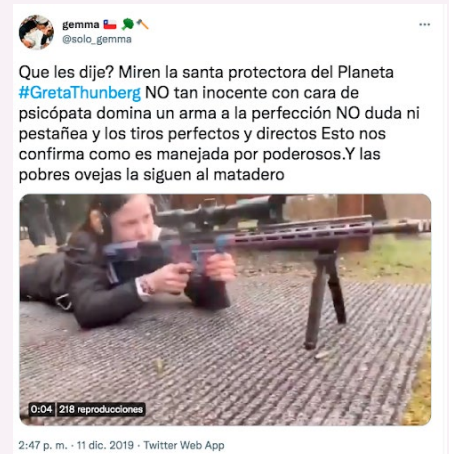 gemma
@solo_gemma
Que les dije? Miren la santa protectora del Planeta
#GretaThunberg NO tan inocente con cara de
psicópata domina un arma a la perfección NO duda ni
pestañea y los tiros perfectos y directos Esto nos
confirma como es manejada por poderosos.Y las
pobres ovejas la siguen al matadero
0:04 218 reproducciones
2:47 p. m. · 11 dic. 2019 · Twitter Web App